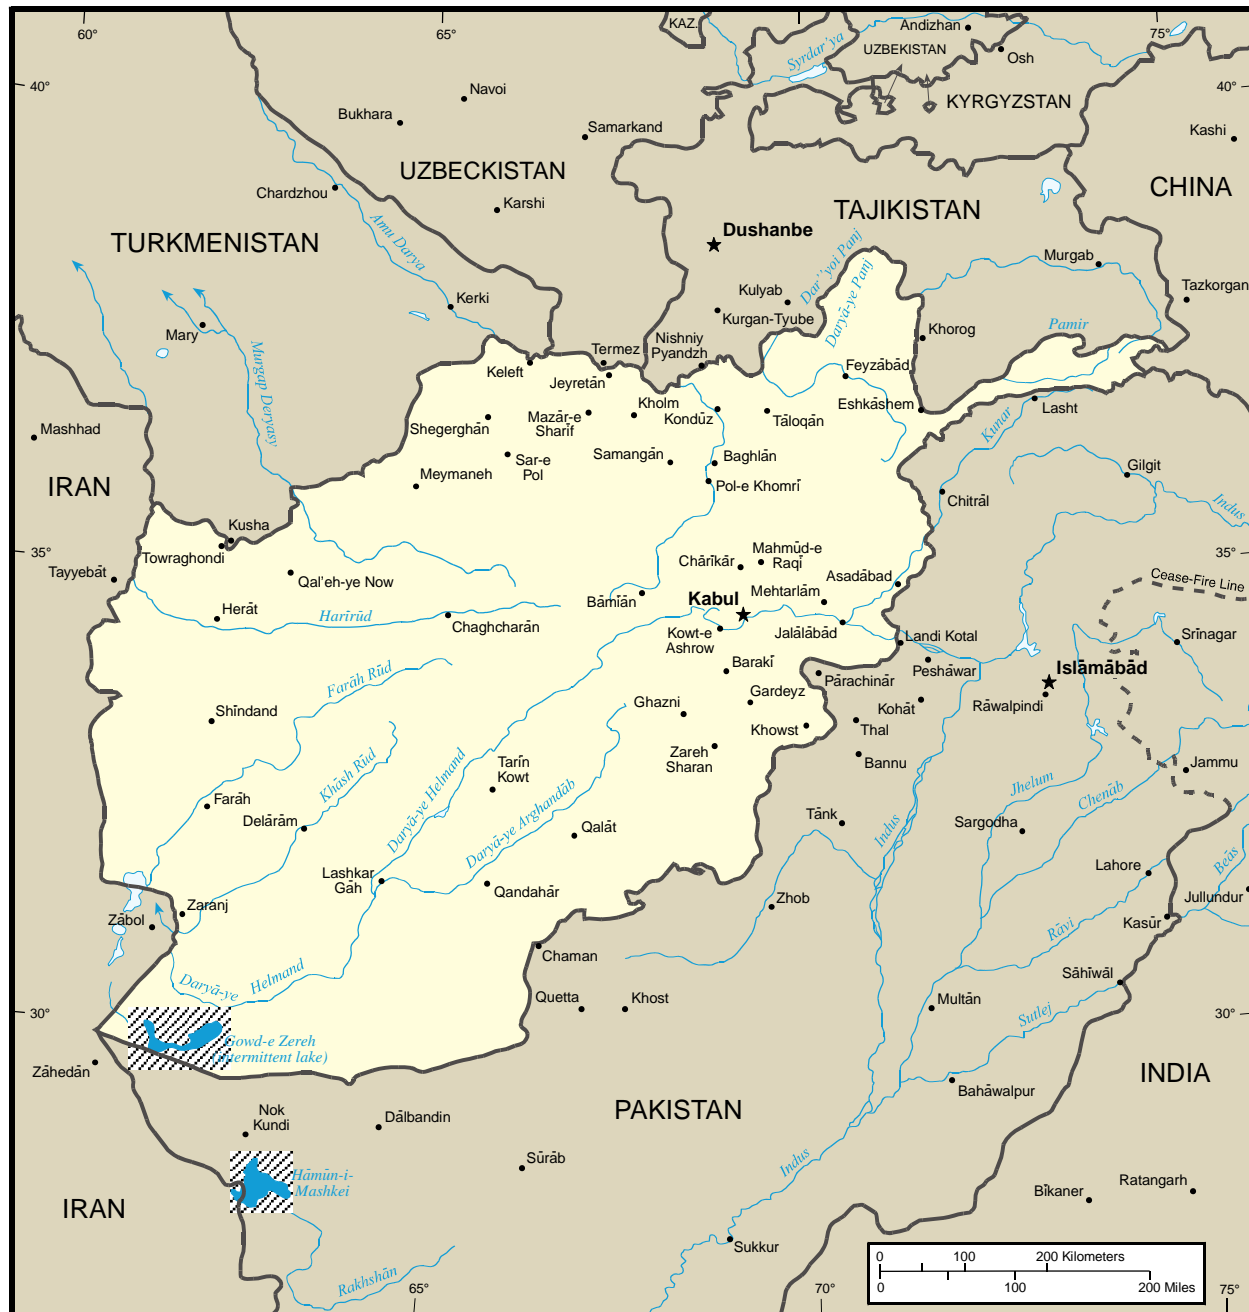 60°
65°
75°
KAZ.
Andizhan
Syrdar'ya
UZBEKISTAN
Osh
40°
40°
Navoi
KYRGYZSTAN
Bukhara
Samarkand
Kashi
UZBECKISTAN
CHINA
Chardzhou
Karshi
TAJIKISTAN
Amu Darya
Dushanbe
TURKMENISTAN
Dar''yoi Panj
Murgab
Daryā-ye Panj
Tazkorgan
Kerki
Kulyab
Kurgan-Tyube
Mary
Khorog
Pamir
Murgap Deryasy
Nishniy
Pyandzh
Termez
Keleft
Jeyretān
Feyzābād
Eshkāshem
Lasht
Kholm
Kondūz
Tāloqān
Mazār-e
Sharīf
Shegerghān
Kunar
Mashhad
Sar-e
Pol
Samangān
Baghlān
Meymaneh
Pol-e Khomrī
Gilgit
IRAN
Chitrāl
Indus
Kusha
Towraghondi
35°
35°
Mahmūd-e
Raqī
Chārīkār
Tayyebāt
Qal'eh-ye Now
Asadābad
Cease-Fire Line
Mehtarlām
Bāmīān
Kabul
Herāt
Harīrūd
Chaghcharān
Kowt-e
Ashrow
Jalālābād
Landi Kotal
Srīnagar
Peshāwar
Islāmābād
Barakī
Farāh Rūd
Pārachinār
Gardeyz
Ghazni
Kohāt
Rāwalpindi
Shīndand
Khowst
Thal
Zareh
Sharan
Bannu
Jammu
Tarīn
Kowt
Khāsh Rūd
Daryā-ye Helmand
Jhelum
Chenāb
Farāh
Daryā-ye Arghandāb
Delārām
Tānk
Indus
Sargodha
Qalāt
Lashkar
Gāh
Qandahār
Lahore
Beās
Jullundur
Zaranj
Zābol
Zhob
Kasūr
Rāvi
Chaman
Sāhīwāl
Daryā-ye
Helmand
Quetta
Khost
Multān
Sutlej
30°
30°
Gowd-e Zereh
(intermittent lake)
Zāhedān
INDIA
Bahāwalpur
PAKISTAN
Nok
Kundi
Dālbandin
Sūrāb
Hāmūn-i-
Mashkei
Indus
Bīkaner
Ratangarh
IRAN
Sukkur
Rakhshān
0
100
200 Kilometers
0
100
200 Miles
65°
70°
75°